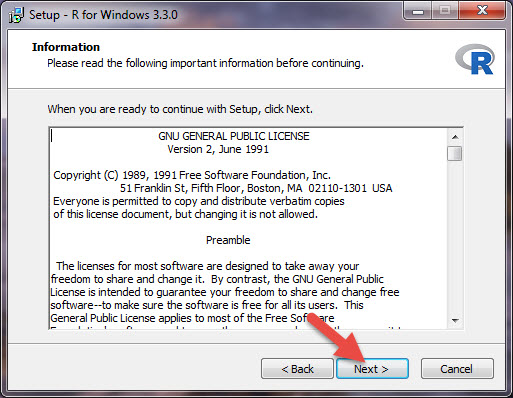 Setup - R for Windows 3.3.0
Information
Please read the following important information before continuing.
R
When you are ready to continue with Setup, click Next.
GNU GENERAL PUBLIC LICENSE
Version 2, June 1991
Copyright (C) 1989, 1991 Free Software Foundation, Inc.
51 Franklin St, Fifth Floor, Boston, MA  02110-1301  USA
Everyone is permitted to copy and distribute verbatim copies
of this license document, but changing it is not allowed.
Preamble
The licenses for most software are designed to take away your
freedom to share and change it.  By contrast, the GNU General Public
License is intended to guarantee your freedom to share and change free
software--to make sure the software is free for all its users.  This
General Public License applies to most of the Free Software
< Back
Next >
Cancel